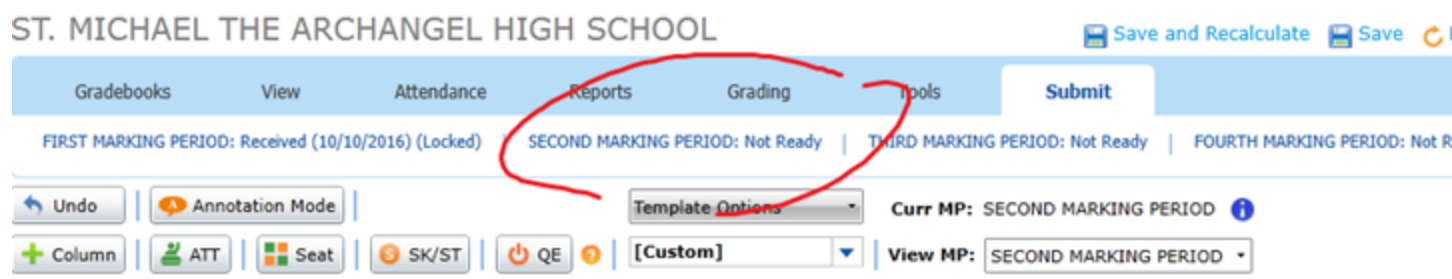 ST. MICHAEL THE ARCHANGEL HIGH SCHOOL
Save and Recalculate Save
Gradebooks View Attendance Reports Grading Tools Submit
FIRST MARKING PERIOD: Received (10/10/2016) (Locked) | SECOND MARKING PERIOD: Not Ready | THIRD MARKING PERIOD: Not Ready | FOURTH MARKING PERIOD: Not R
Undo Annotation Mode Template Options Curr MP: SECOND MARKING PERIOD
Column ATT Seat SK/ST QE [Custom] View MP: SECOND MARKING PERIOD